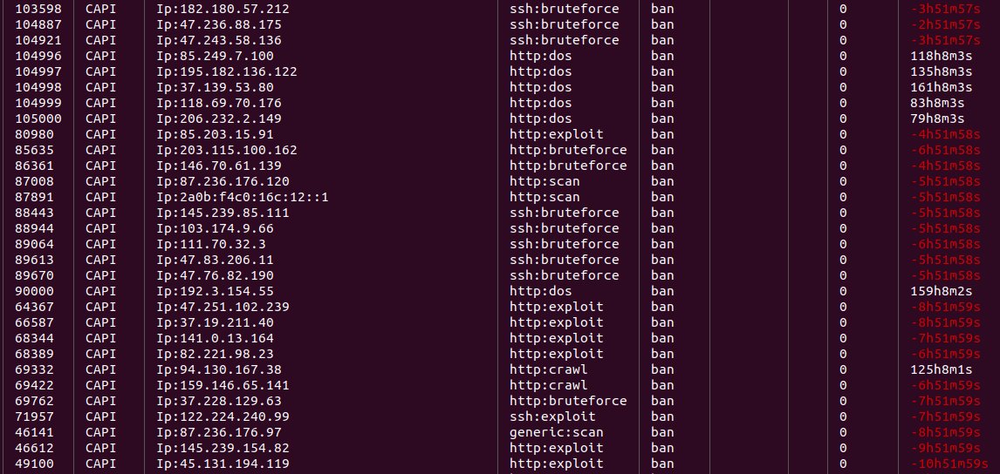 103598 CAPI Ip:182.180.57.212 ssh:bruteforce ban 0 -3h51m57s
104887 CAPI Ip:47.236.88.175 ssh:bruteforce ban 0 -2h51m57s
104921 CAPI Ip:47.243.58.136 ssh:bruteforce ban 0 -3h51m57s
104996 CAPI Ip:85.249.7.100 http:dos ban 0 118h8m3s
104997 CAPI Ip:195.182.136.122 http:dos ban 0 135h8m3s
104998 CAPI Ip:37.139.53.80 http:dos ban 0 161h8m3s
104999 CAPI Ip:118.69.70.176 http:dos ban 0 83h8m3s
105000 CAPI Ip:206.232.2.149 http:dos ban 0 79h8m3s
80980 CAPI Ip:85.203.15.91 http:exploit ban 0 -4h51m58s
85635 CAPI Ip:203.115.100.162 http:bruteforce ban 0 -6h51m58s
86361 CAPI Ip:146.70.61.139 http:bruteforce ban 0 -4h51m58s
87008 CAPI Ip:87.236.176.120 http:scan ban 0 -5h51m58s
87891 CAPI Ip:2a0b:f4c0:16c:12::1 http:scan ban 0 -5h51m58s
88443 CAPI Ip:145.239.85.111 ssh:bruteforce ban 0 -5h51m58s
88944 CAPI Ip:103.174.9.66 ssh:bruteforce ban 0 -5h51m58s
89064 CAPI Ip:111.70.32.3 ssh:bruteforce ban 0 -6h51m58s
89613 CAPI Ip:47.83.206.11 ssh:bruteforce ban 0 -5h51m58s
89670 CAPI Ip:47.76.82.190 ssh:bruteforce ban 0 -5h51m58s
90000 CAPI Ip:192.3.154.55 http:dos ban 0 159h8m2s
64367 CAPI Ip:47.251.102.239 http:exploit ban 0 -8h51m59s
66587 CAPI Ip:37.19.211.40 http:exploit ban 0 -8h51m59s
68344 CAPI Ip:141.0.13.164 http:exploit ban 0 -7h51m59s
68389 CAPI Ip:82.221.98.23 http:exploit ban 0 -6h51m59s
69332 CAPI Ip:94.130.167.38 http:crawl ban 0 125h8m1s
69422 CAPI Ip:159.146.65.141 http:crawl ban 0 -6h51m59s
69762 CAPI Ip:37.228.129.63 http:bruteforce ban 0 -7h51m59s
71957 CAPI Ip:122.224.240.99 ssh:exploit ban 0 -7h51m59s
46141 CAPI Ip:87.236.176.97 generic:scan ban 0 -8h51m59s
46612 CAPI Ip:145.239.154.82 http:exploit ban 0 -9h51m59s
49100 CAPI Ip:45.131.194.119 http:exploit ban 0 -10h51m59s